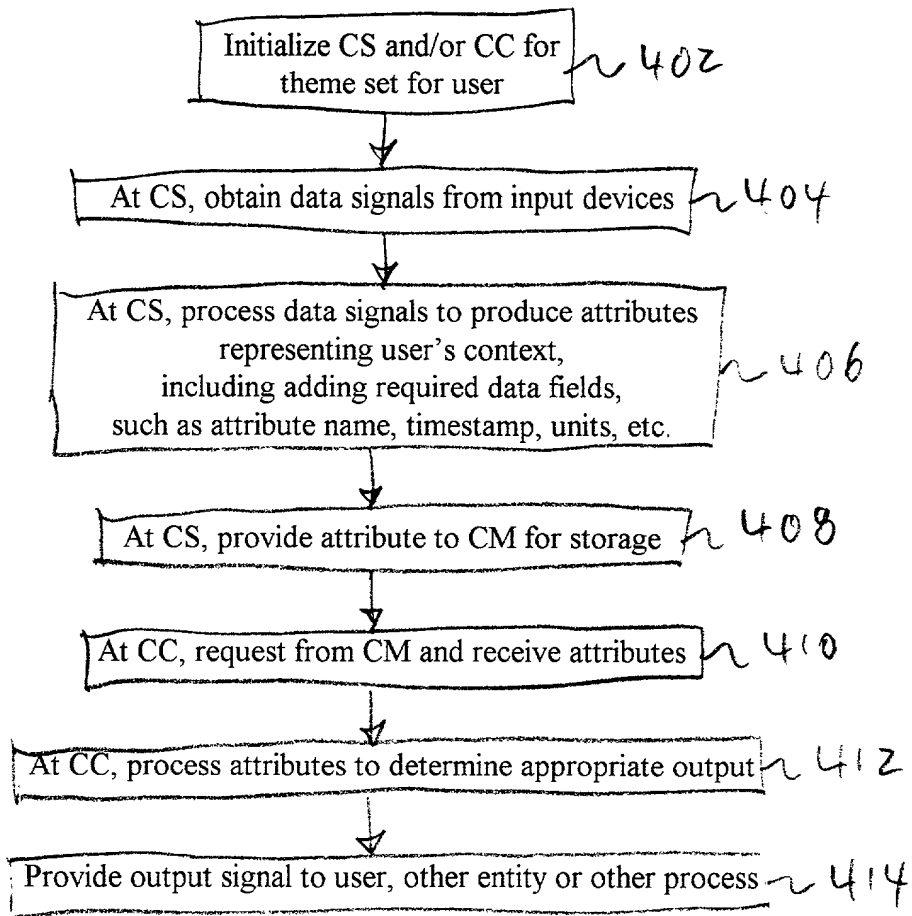 Initialize CS and/or CC for
theme set for user
402
At CS, obtain data signals from input devices
404
At CS, process data signals to produce attributes
representing user's context,
including adding required data fields,
such as attribute name, timestamp, units, etc.
406
At CS, provide attribute to CM for storage
408
At CC, request from CM and receive attributes
410
At CC, process attributes to determine appropriate output
412
Provide output signal to user, other entity or other process
414